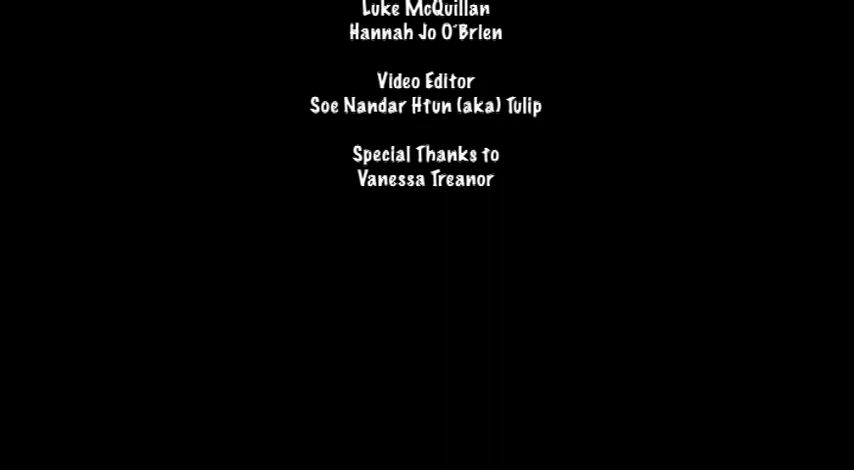 Luke McQuillan
Hannah Jo O'Brien
Video Editor
Soe Nandar Htun (aka) Tulip
Special Thanks to
Vanessa Treanor